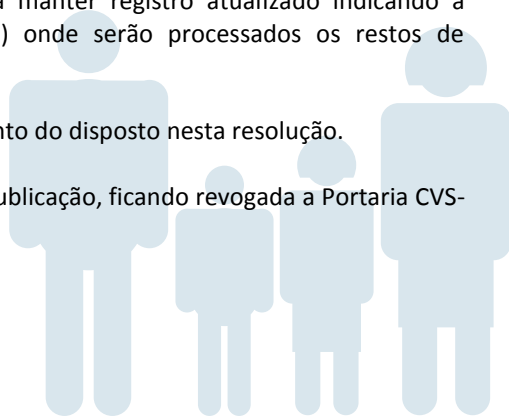 manter registro atualizado indicando a
) onde serão processados os restos de
nto do disposto nesta resolução.
ublicação, ficando revogada a Portaria CVS-